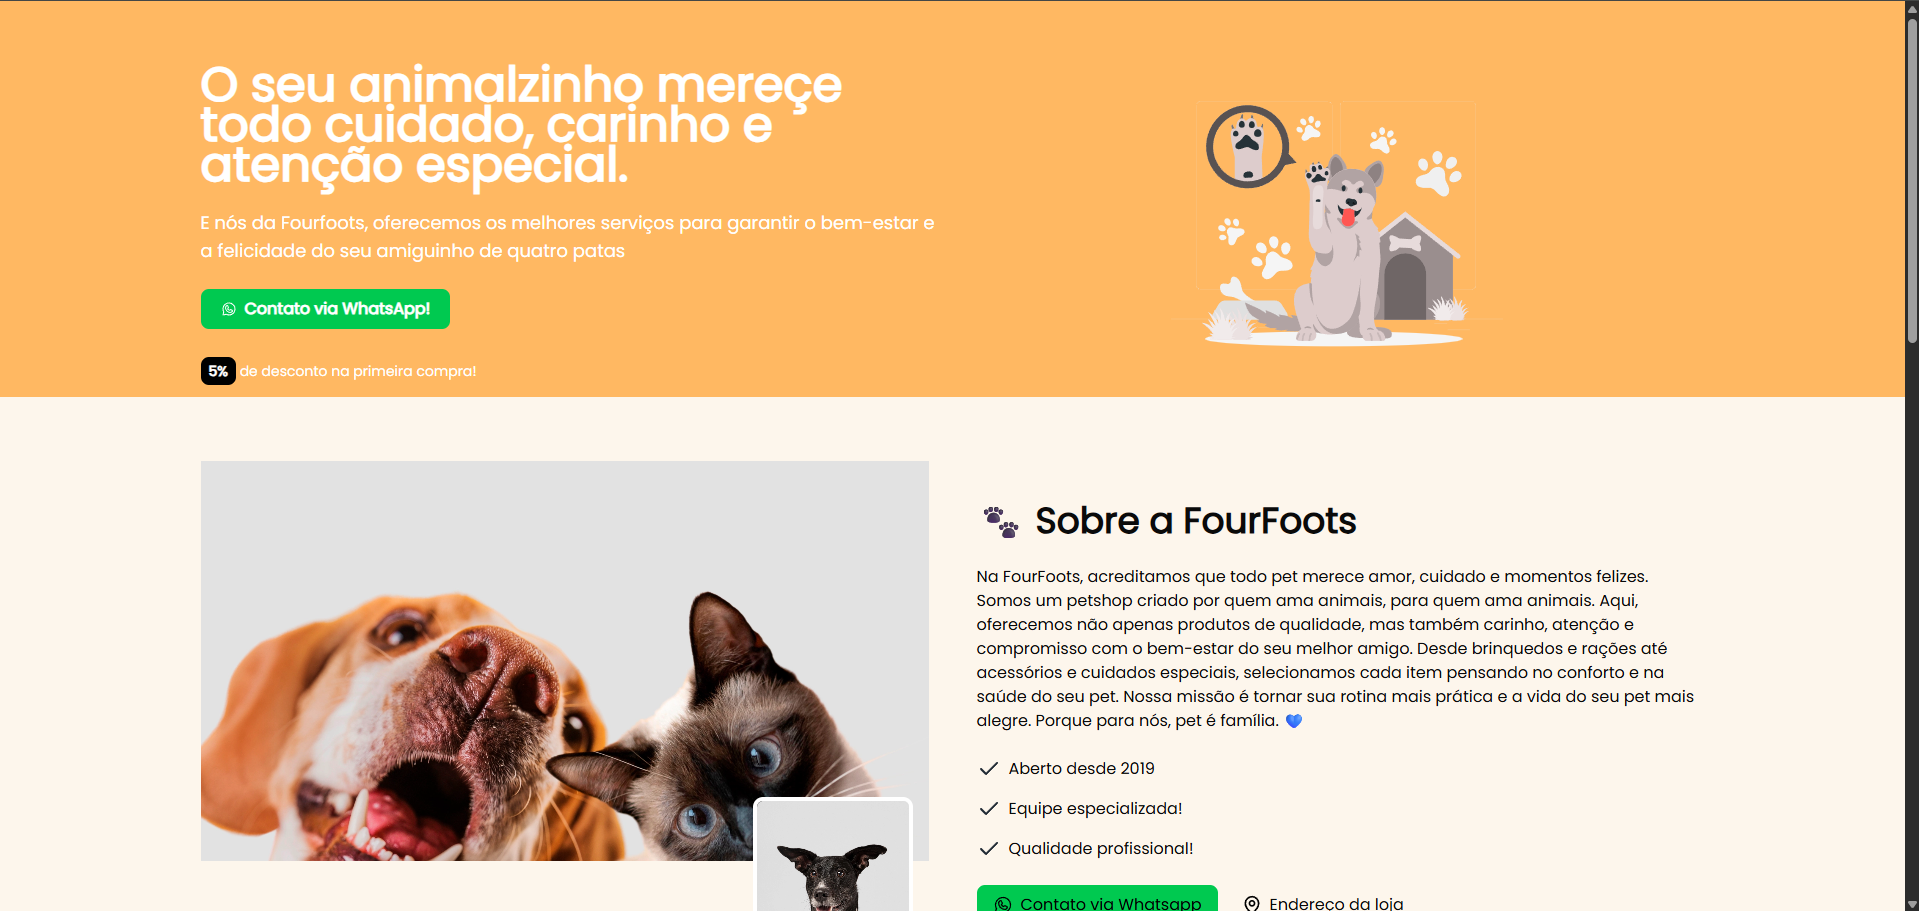 O seu animalzinho mereçe
todo cuidado, carinho e
atenção especial.
E nós da Fourfoots, oferecemos os melhores serviços para garantir o bem-estar e
a felicidade do seu amiguinho de quatro patas
Contato via WhatsApp!
5% de desconto na primeira compra!
Sobre a FourFoots
Na FourFoots, acreditamos que todo pet merece amor, cuidado e momentos felizes.
Somos um petshop criado por quem ama animais, para quem ama animais. Aqui,
oferecemos não apenas produtos de qualidade, mas também carinho, atenção e
compromisso com o bem-estar do seu melhor amigo. Desde brinquedos e rações até
acessórios e cuidados especiais, selecionamos cada item pensando no conforto e na
saúde do seu pet. Nossa missão é tornar sua rotina mais prática e a vida do seu pet mais
alegre. Porque para nós, pet é família. 💙
Aberto desde 2019
Equipe especializada!
Qualidade profissional!
Contato via Whatsapp
Endereço da loja